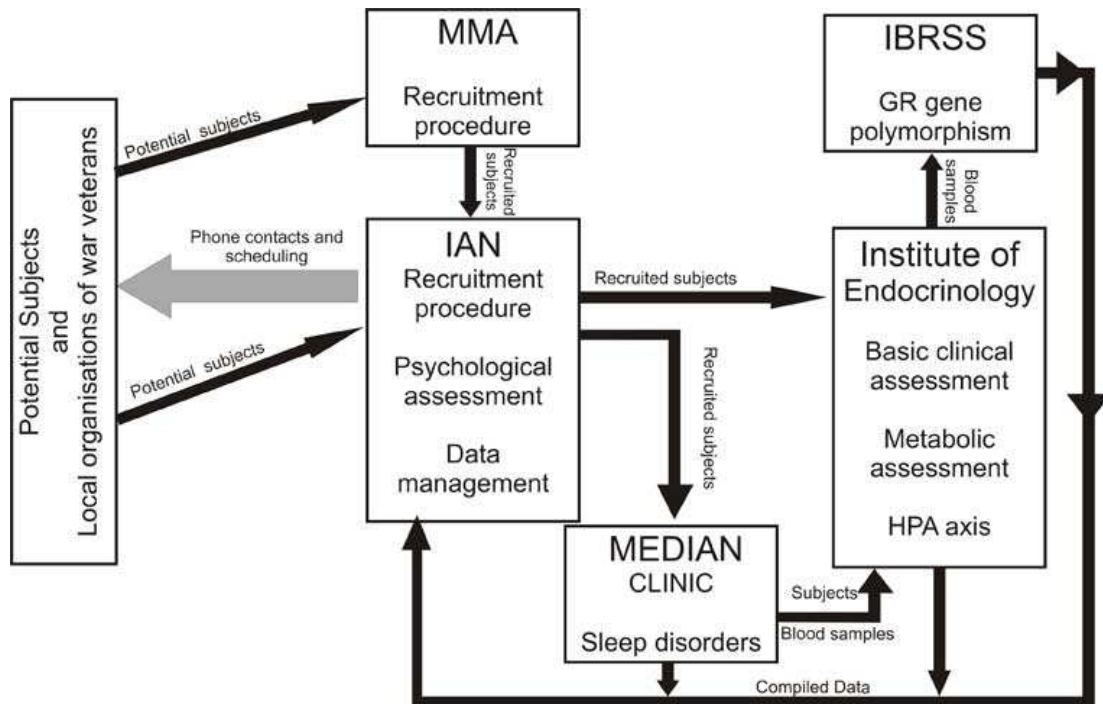 Potential Subjects
and
Local organisations of war veterans
Potential subjects
MMA
Recruitment
procedure
Recruited
subjects
Phone contacts and
scheduling
Potential subjects
IAN
Recruitment
procedure
Psychological
assessment
Data
management
Recruited subjects
Recruited subjects
IBRSS
GR gene
polymorphism
Blood
samples
Institute of
Endocrinology
Basic clinical
assessment
Metabolic
assessment
HPA axis
MEDIAN
CLINIC
Sleep disorders
Subjects
Blood samples
Compiled Data